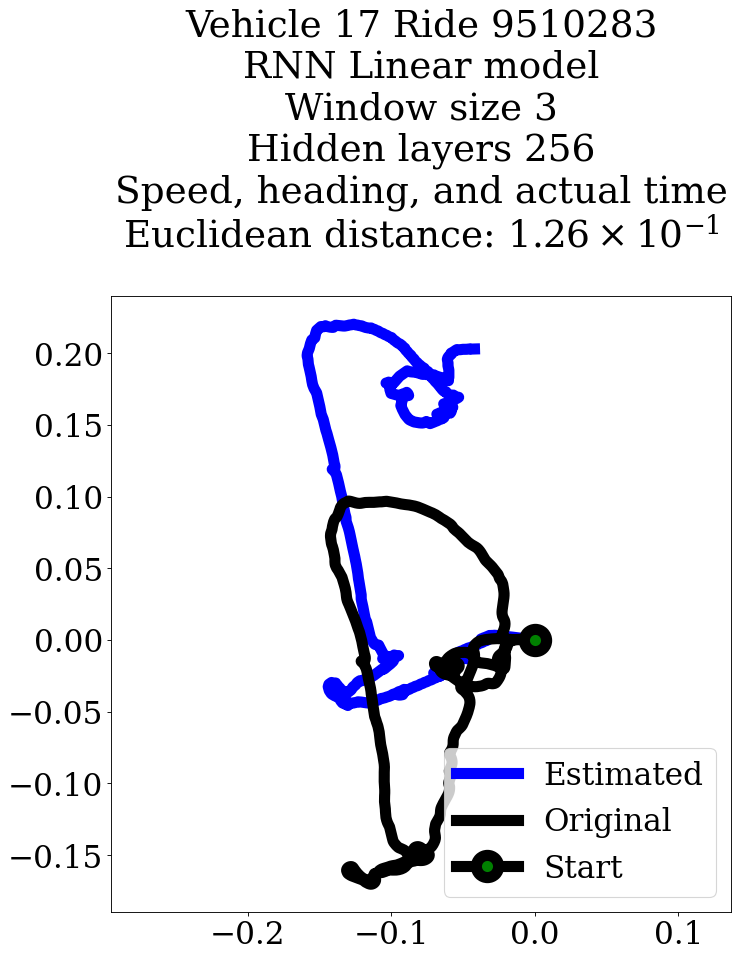 Vehicle 17 Ride 9510283
RNN Linear model
Window size 3
Hidden layers 256
Speed, heading, and actual time
Euclidean distance: 1.26 × 10⁻¹
0.20
0.15
0.10
0.05
0.00
−0.05
−0.10
−0.15
Estimated
Original
Start
−0.2
−0.1
0.0
0.1